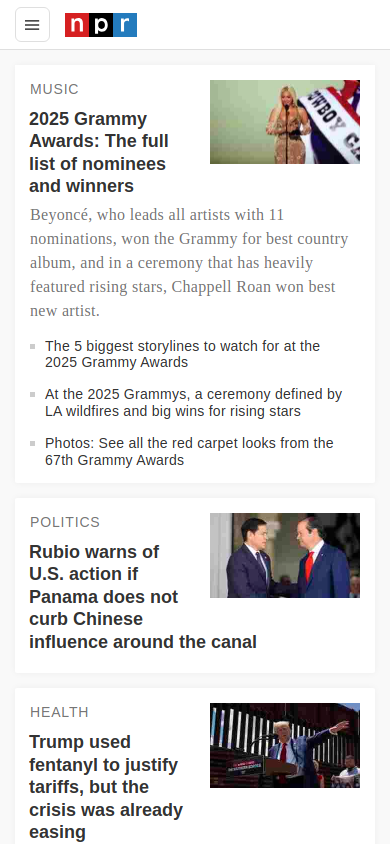 npr
MUSIC
2025 Grammy
Awards: The full
list of nominees
and winners
Beyoncé, who leads all artists with 11
nominations, won the Grammy for best country
album, and in a ceremony that has heavily
featured rising stars, Chappell Roan won best
new artist.
The 5 biggest storylines to watch for at the
2025 Grammy Awards
At the 2025 Grammys, a ceremony defined by
LA wildfires and big wins for rising stars
Photos: See all the red carpet looks from the
67th Grammy Awards
POLITICS
Rubio warns of
U.S. action if
Panama does not
curb Chinese
influence around the canal
HEALTH
Trump used
fentanyl to justify
tariffs, but the
crisis was already
easing